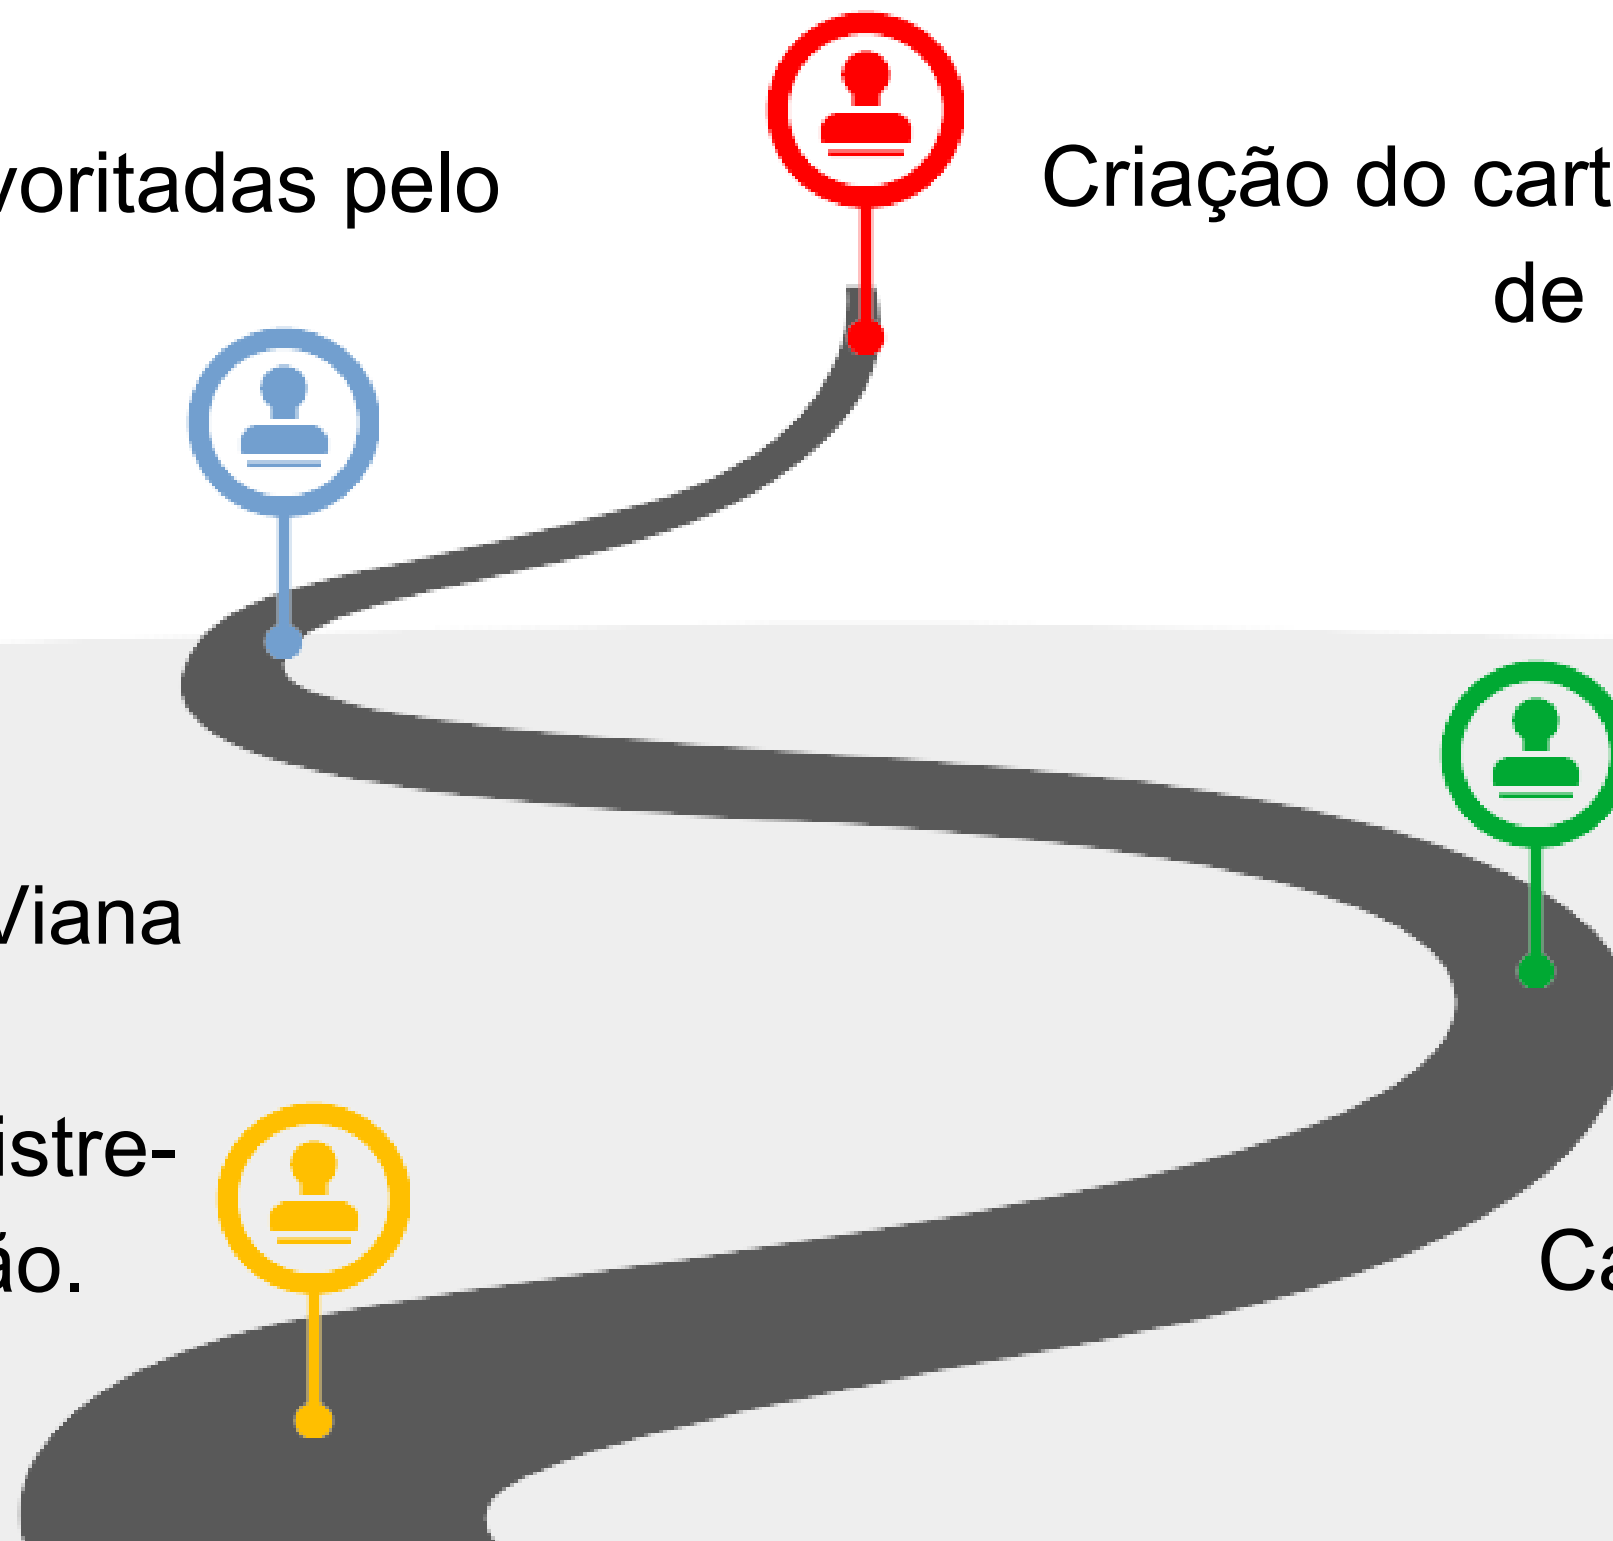 voritadas pelo
Criação do cart
de
Viana
istre-
ão.
Ca